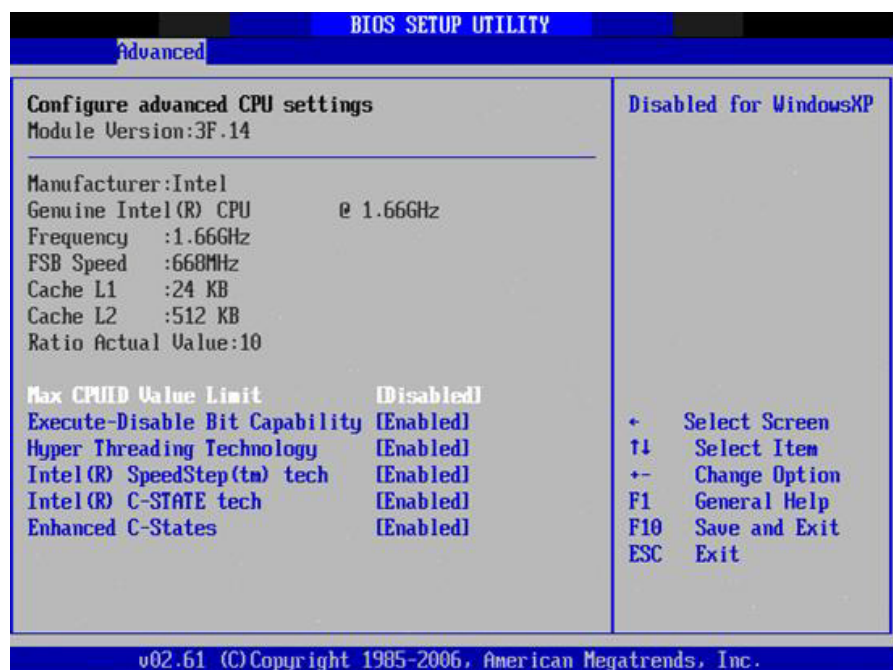 BIOS SETUP UTILITY
Advanced
Configure advanced CPU settings
Module Version:3F.14
Manufacturer:Intel
Genuine Intel(R) CPU @ 1.66GHz
Frequency :1.66GHz
FSB Speed :668MHz
Cache L1 :24 KB
Cache L2 :512 KB
Ratio Actual Value:10
Max CPUID Value Limit [Disabled]
Execute-Disable Bit Capability [Enabled]
Hyper Threading Technology [Enabled]
Intel(R) SpeedStep(tm) tech [Enabled]
Intel(R) C-STATE tech [Enabled]
Enhanced C-States [Enabled]
Disabled for WindowsXP
← Select Screen
↑↓ Select Item
+- Change Option
F1 General Help
F10 Save and Exit
ESC Exit
v02.61 (C)Copyright 1985-2006, American Megatrends, Inc.